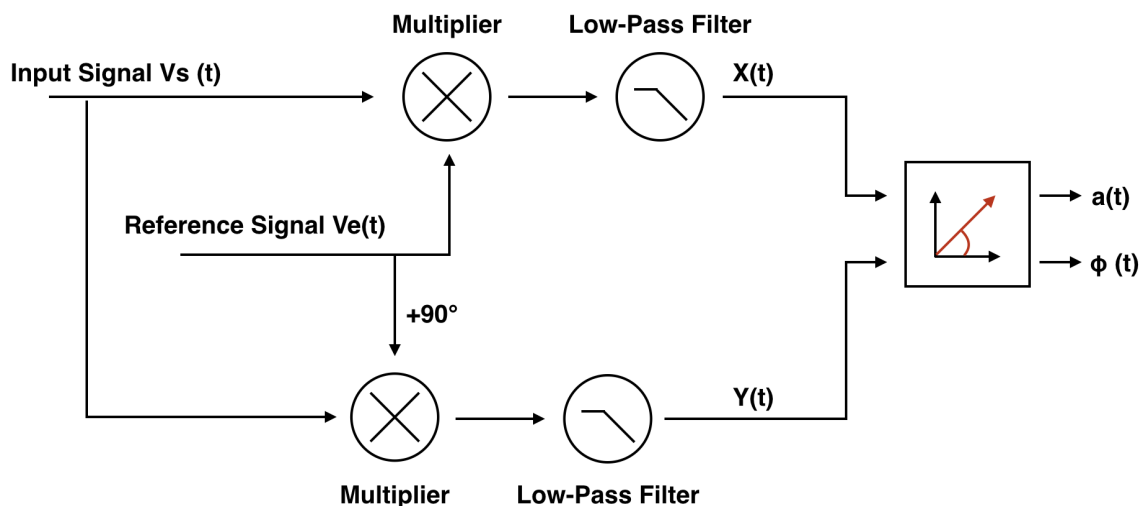 Multiplier
Low-Pass Filter
Input Signal Vs (t)
X(t)
Reference Signal Ve(t)
a(t)
ϕ (t)
+90°
Y(t)
Multiplier
Low-Pass Filter